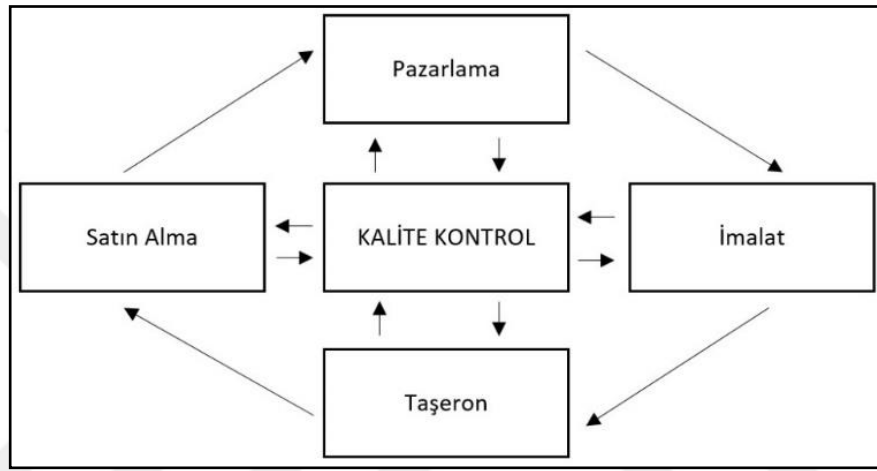 Pazarlama
Satın Alma
KALİTE KONTROL
İmalat
Taşeron